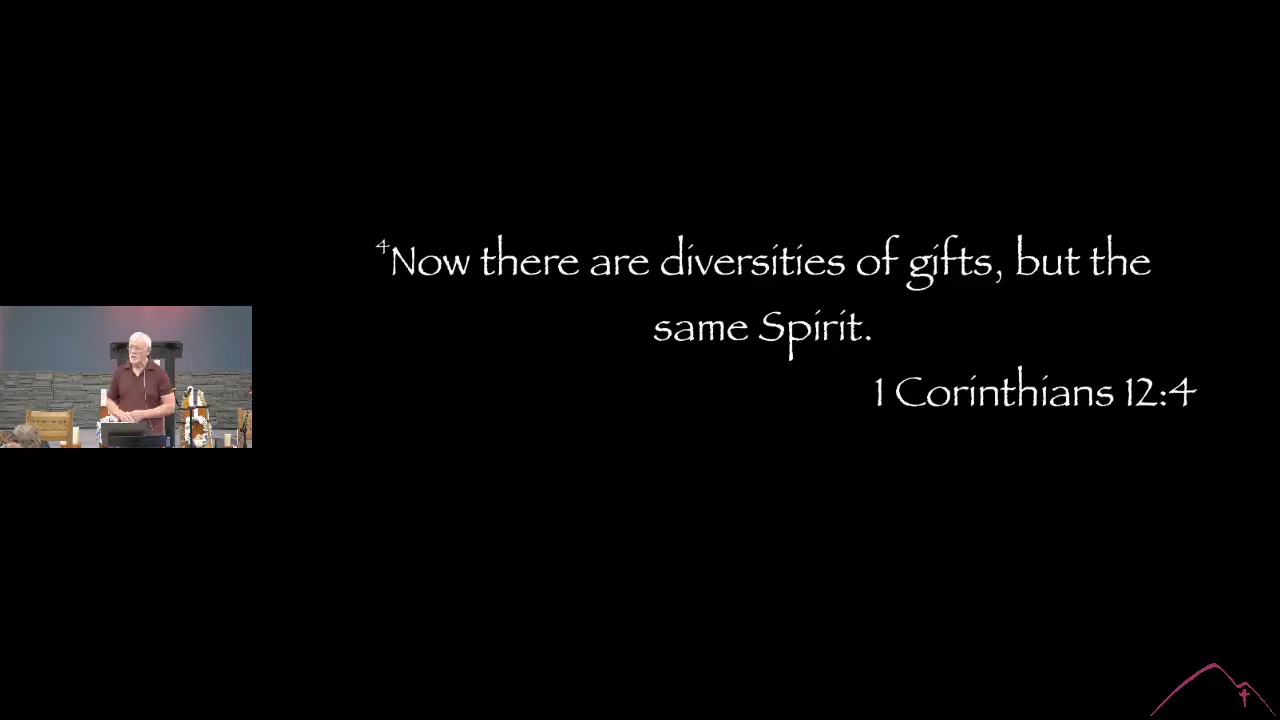 ⁴Now there are diversities of gifts, but the
same Spirit.
1 Corinthians 12:4